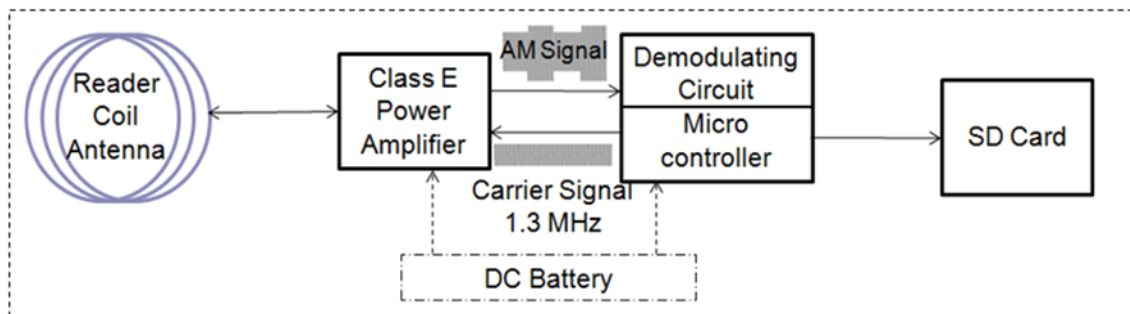 Reader
Coil
Antenna
Class E
Power
Amplifier
AM Signal
Carrier Signal
1.3 MHz
Demodulating
Circuit
Micro
controller
SD Card
DC Battery